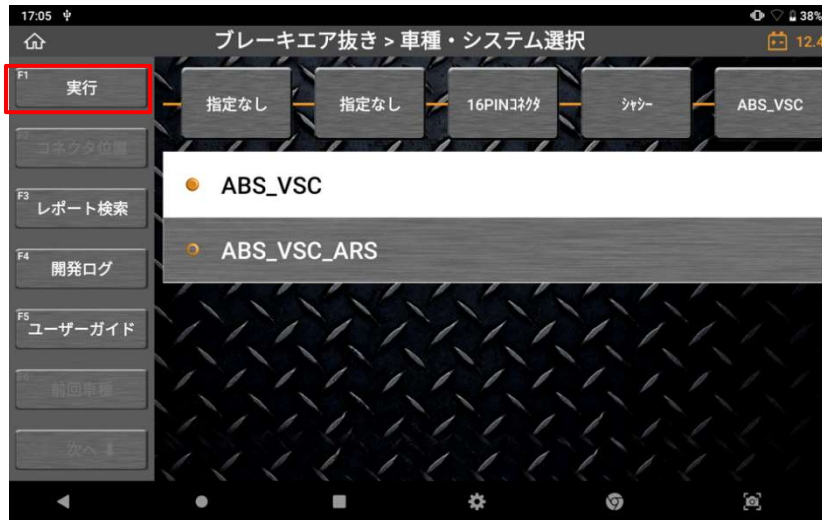 17:05
38%
ブレーキエア抜き > 車種・システム選択
12.4
F1
実行
指定なし
指定なし
16PINｺﾈｸﾀ
ｼｬｼｰ
ABS_VSC
F2
コネクタ位置
ABS_VSC
F3
レポート検索
ABS_VSC_ARS
F4
開発ログ
F5
ユーザーガイド
F6
前回車種
次へ ⬇